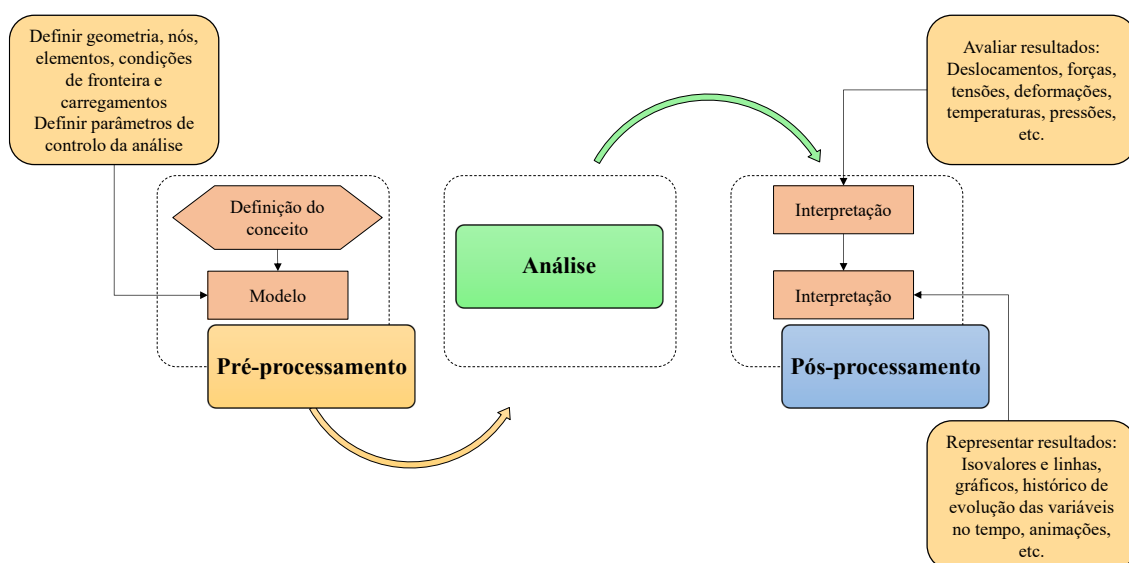 Definir geometria, nós,
elementos, condições
de fronteira e
carregamentos
Definir parâmetros de
controlo da análise
Definição do
conceito
Modelo
Pré-processamento
Análise
Avaliar resultados:
Deslocamentos, forças,
tensões, deformações,
temperaturas, pressões,
etc.
Interpretação
Interpretação
Pós-processamento
Representar resultados:
Isovalores e linhas,
gráficos, histórico de
evolução das variáveis
no tempo, animações,
etc.